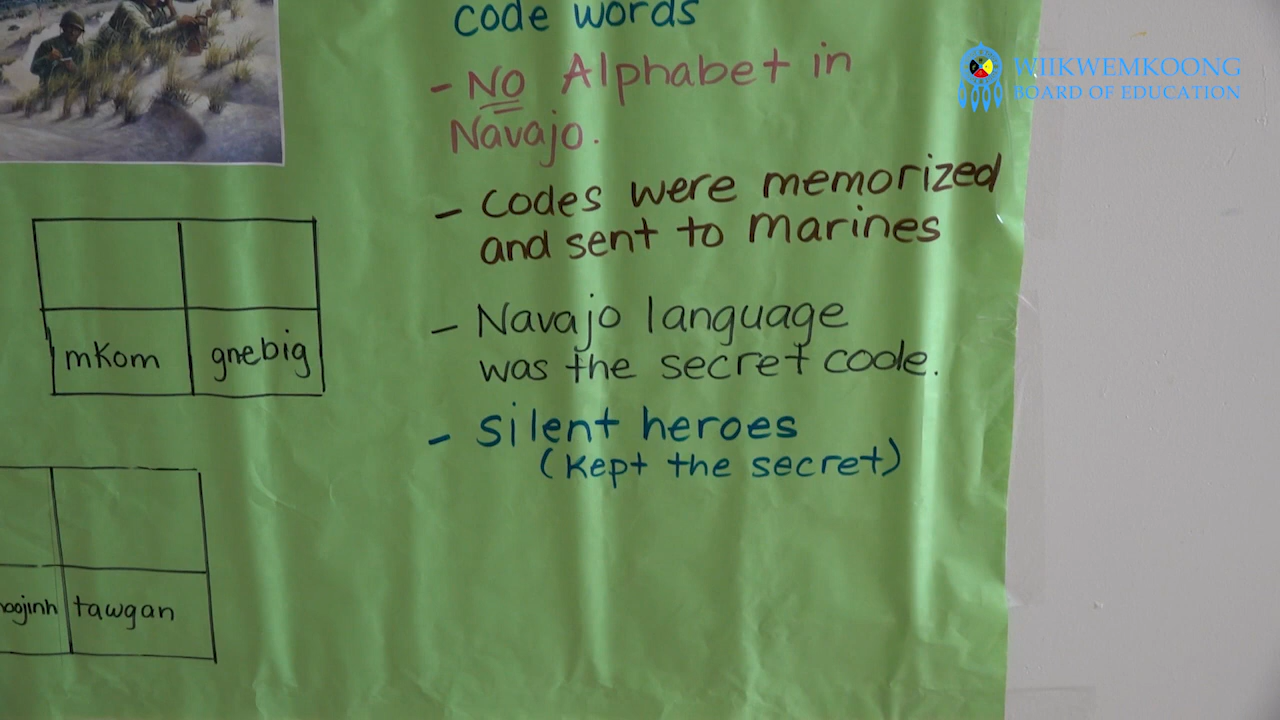 code words
- NO Alphabet in
Navajo.
- codes were memorized
and sent to marines
- Navajo language
was the secret code.
- silent heroes
(kept the secret)
mkom gnebig
tawgan
WIIKWEMKOONG
BOARD OF EDUCATION